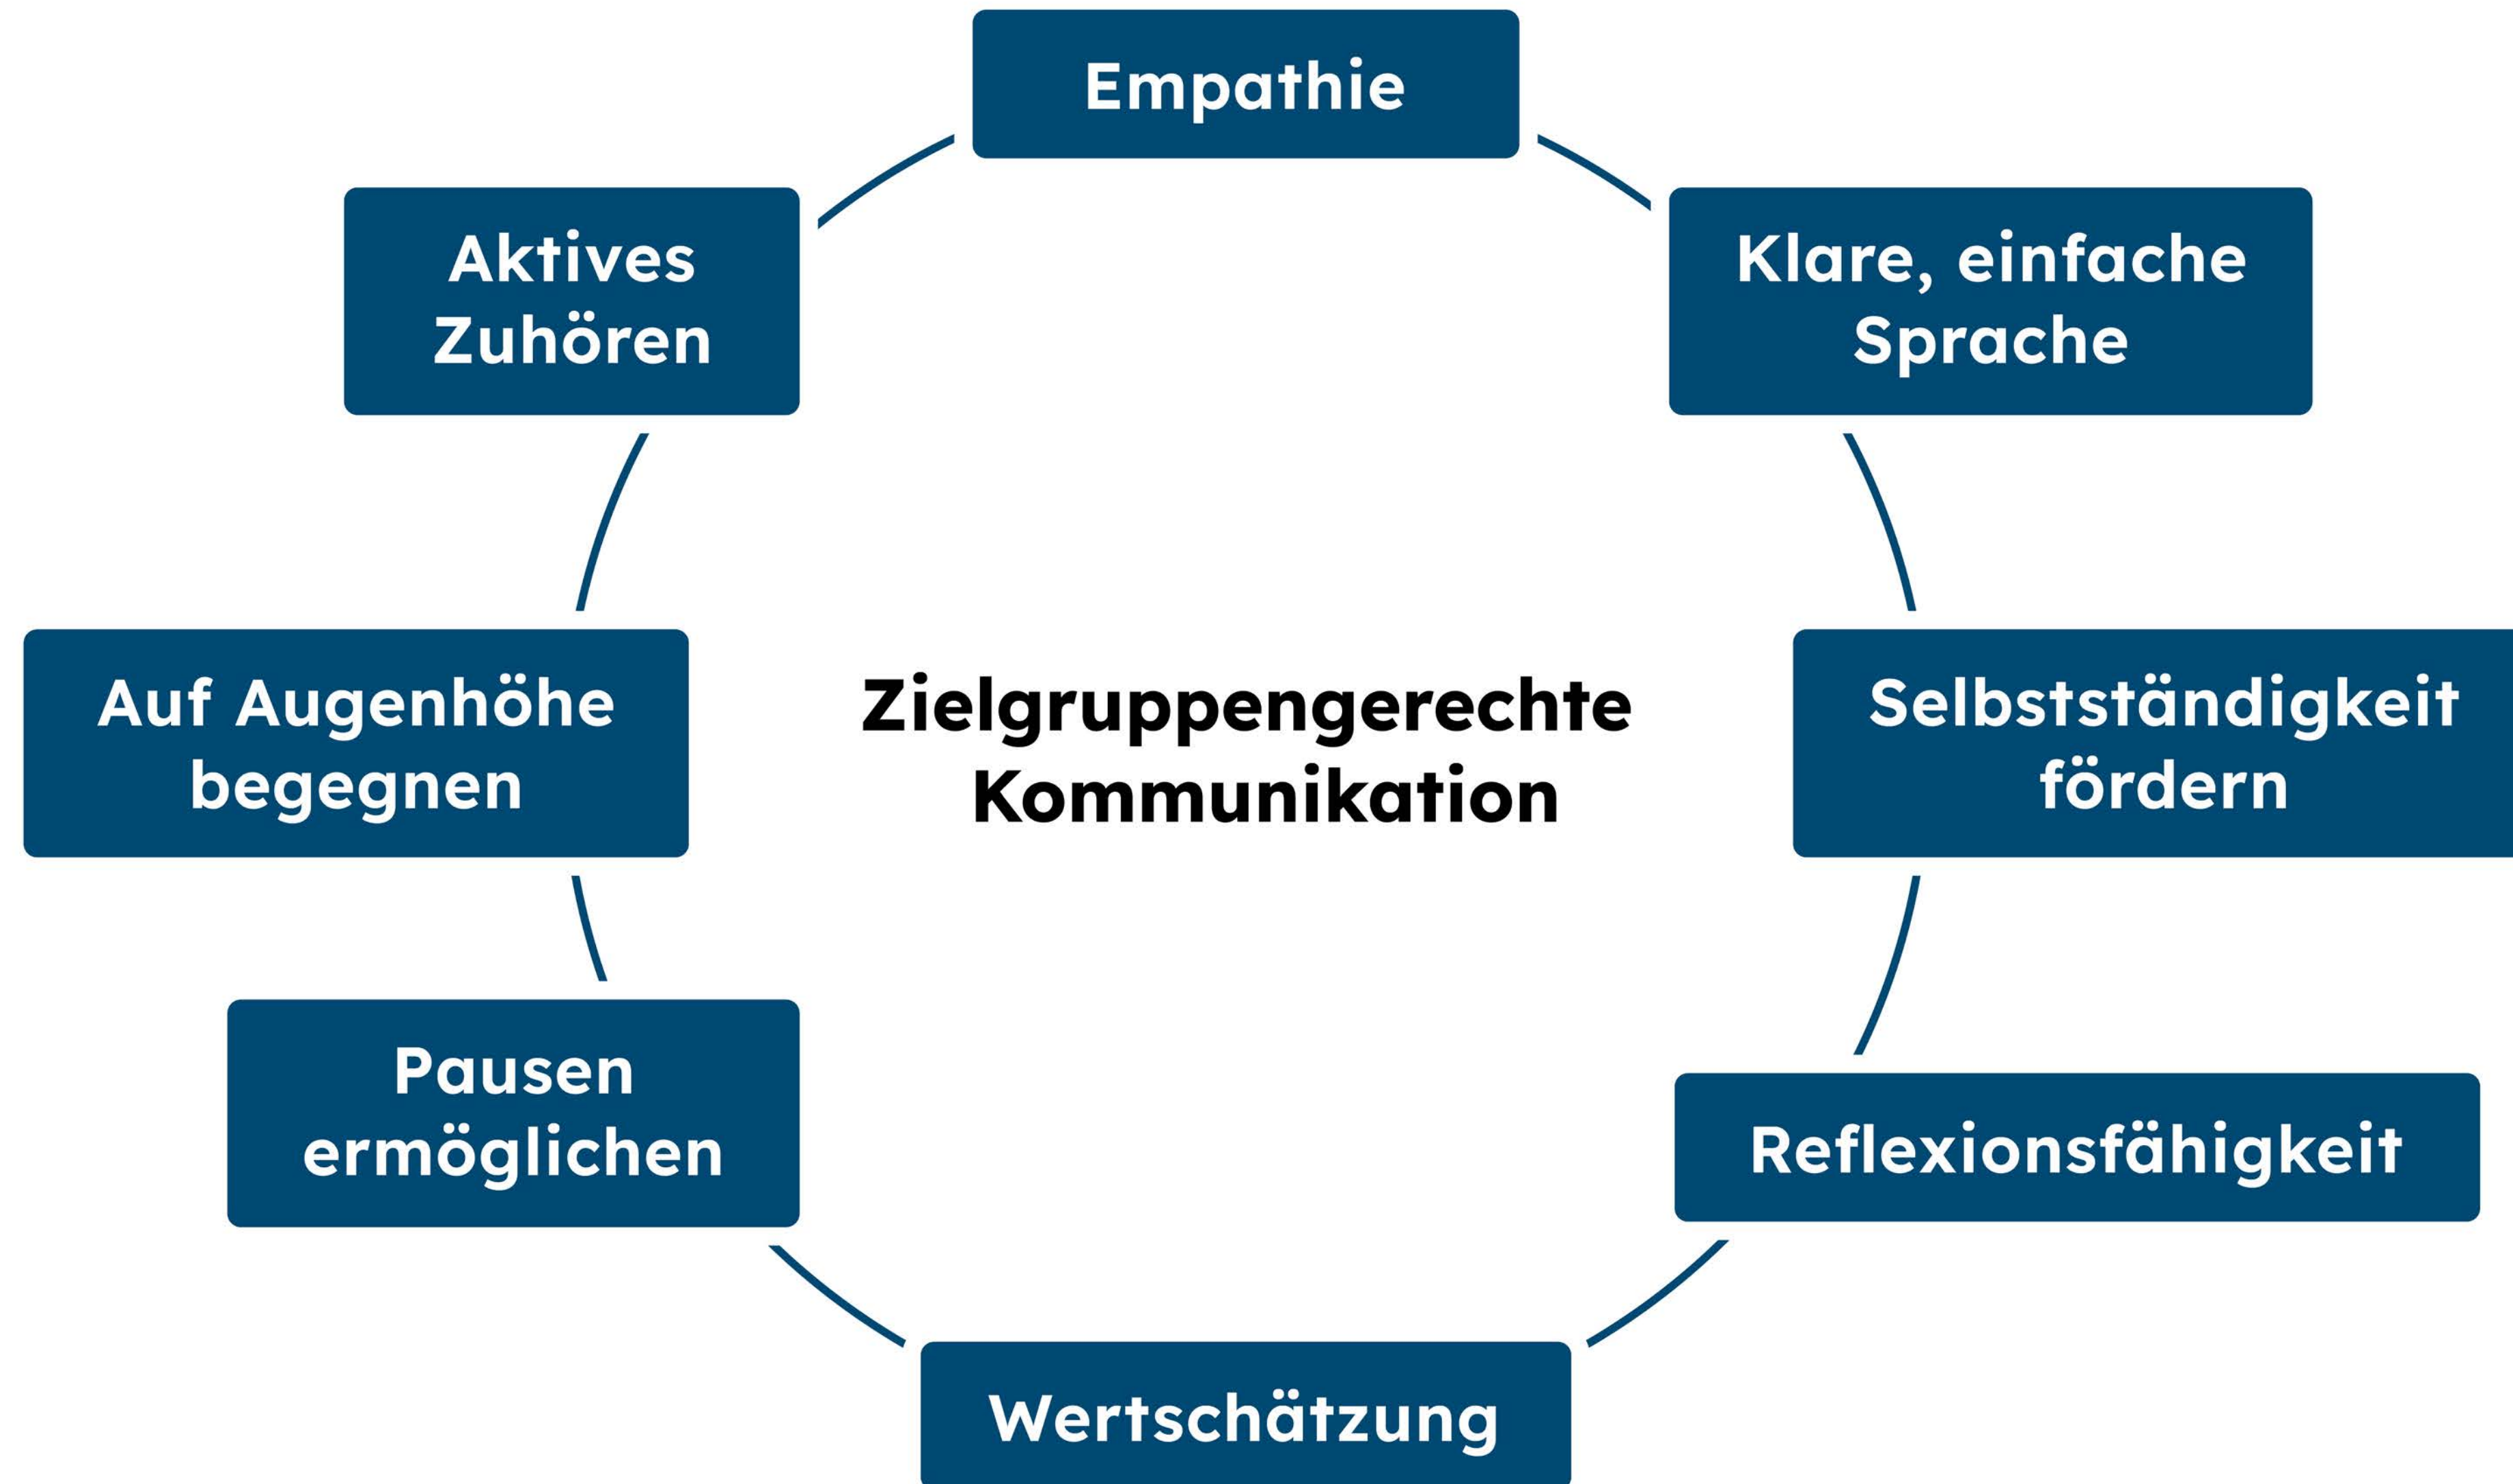 Empathie
Aktives
Zuhören
Klare, einfache
Sprache
Auf Augenhöhe
begegnen
Zielgruppengerechte
Kommunikation
Selbstständigkeit
fördern
Pausen
ermöglichen
Reflexionsfähigkeit
Wertschätzung